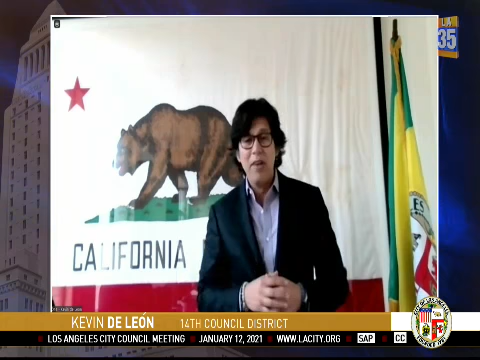 LA
35
CALIFORNIA
KEVIN DE LEÓN 14TH COUNCIL DISTRICT
LOS ANGELES CITY COUNCIL MEETING ■ JANUARY 12, 2021 ■ WWW.LACITY.ORG ■ SAP ■ CC